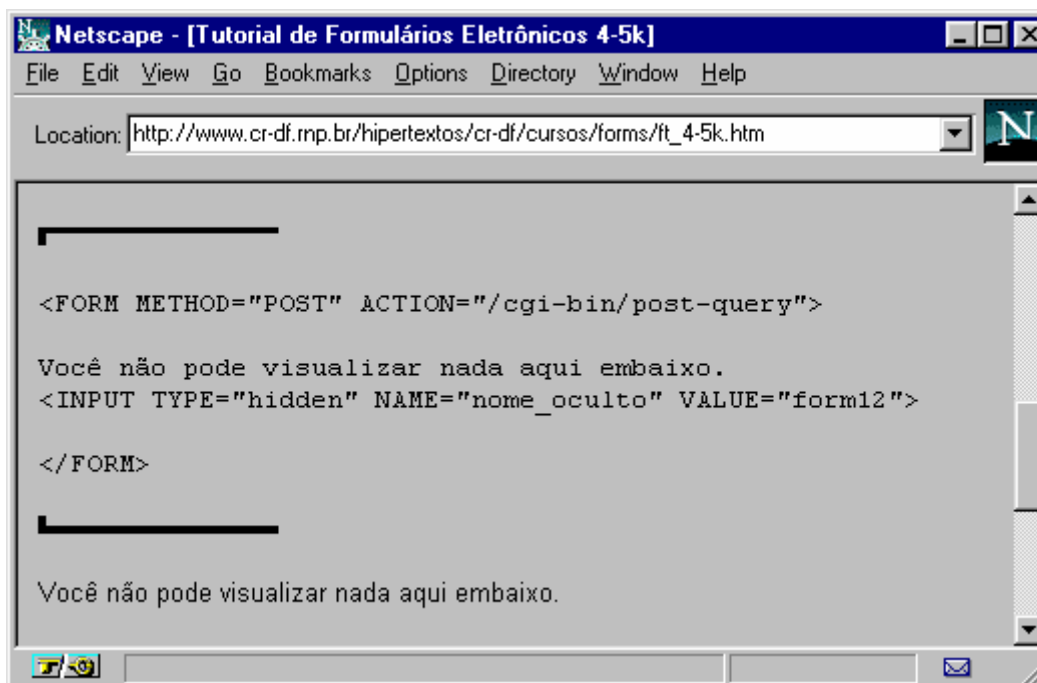 Netscape - [Tutorial de Formulários Eletrônicos 4-5k]
File Edit View Go Bookmarks Options Directory Window Help
Location: http://www.cr-df.rnp.br/hipertextos/cr-df/cursos/forms/ft_4-5k.htm
N
<FORM METHOD="POST" ACTION="/cgi-bin/post-query">
Você não pode visualizar nada aqui embaixo.
<INPUT TYPE="hidden" NAME="nome_oculto" VALUE="form12">
</FORM>
Você não pode visualizar nada aqui embaixo.